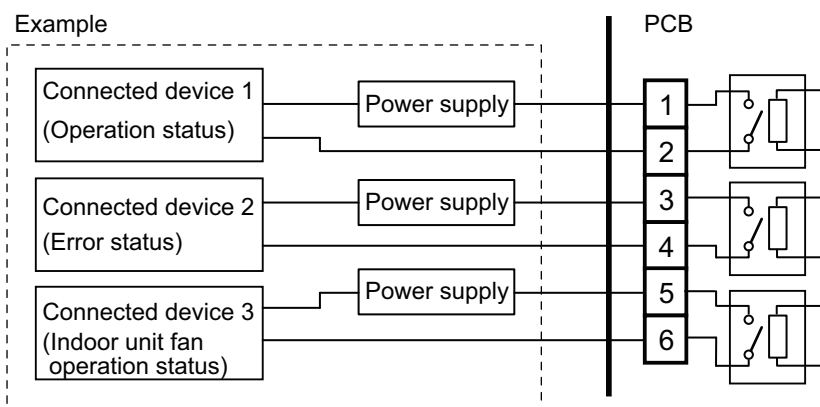 Example
PCB
Connected device 1
(Operation status)
Power supply
1
2
Connected device 2
(Error status)
Power supply
3
4
Connected device 3
(Indoor unit fan
operation status)
Power supply
5
6